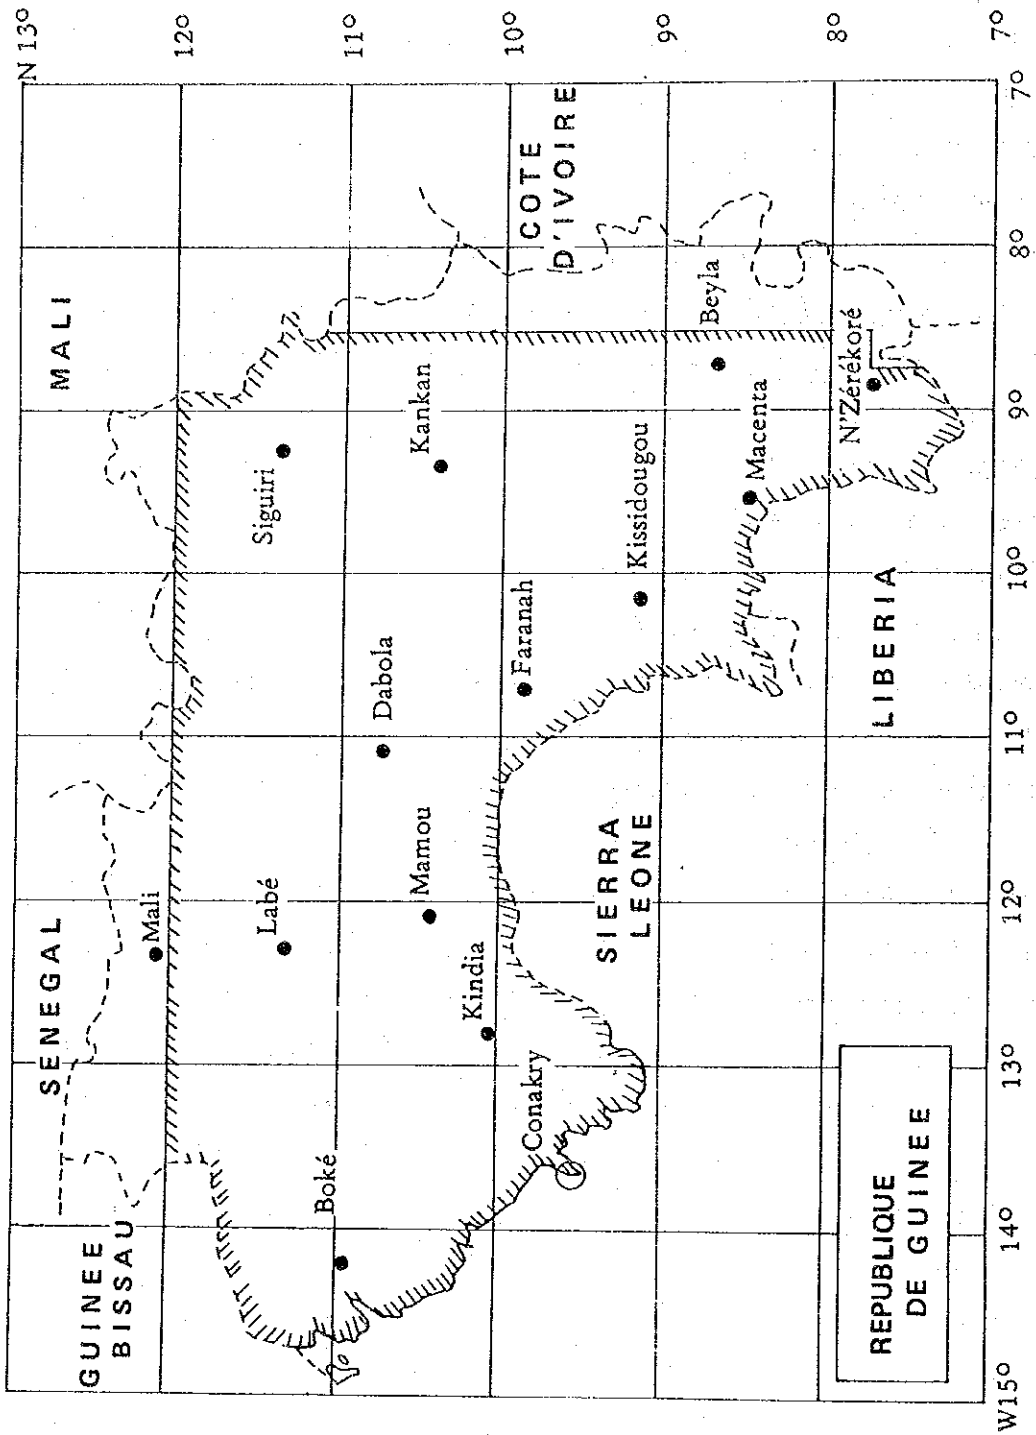 N 13°
12°
11°
10°
9°
8°
7°
SENEGAL
MALI
GUINEE
BISSAU
Mali
Labé
Siguiri
Boké
Mamou
Dabola
Kankan
Kindia
Conakry
Faranah
COTE
D'IVOIRE
Kissidougou
Beyla
SIERRA
LEONE
Macenta
N'Zérékoré
LIBERIA
REPUBLIQUE
DE GUINEE
W15°
14°
13°
12°
11°
10°
9°
8°
7°